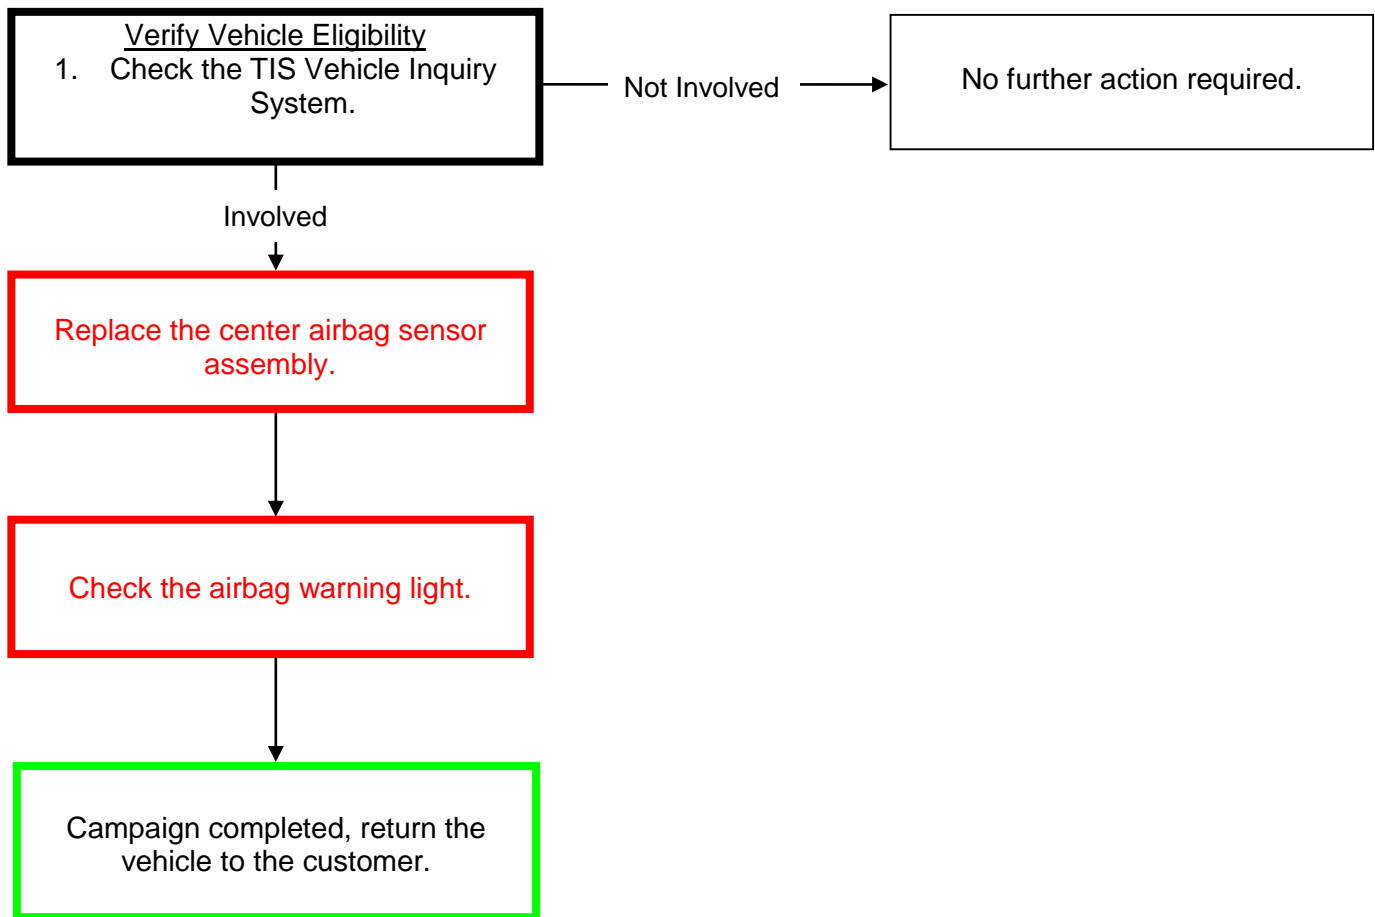 Verify Vehicle Eligibility
1. Check the TIS Vehicle Inquiry
System.
Not Involved
No further action required.
Involved
Replace the center airbag sensor
assembly.
Check the airbag warning light.
Campaign completed, return the
vehicle to the customer.